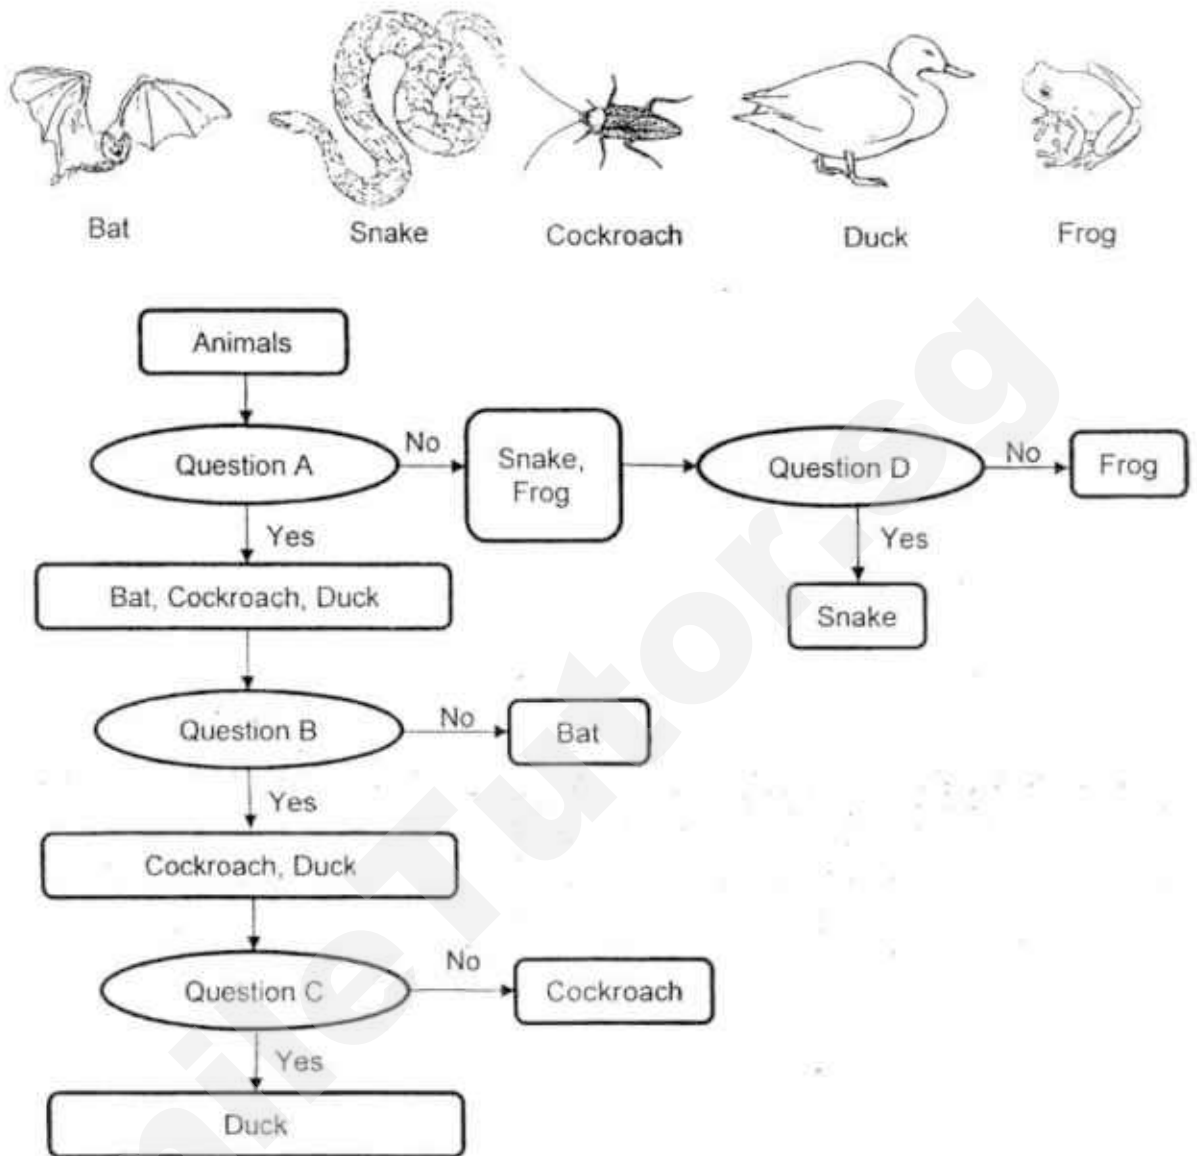 Bat
Snake
Cockroach
Duck
Frog
Animals
Question A
No
Snake,
Frog
Question D
No
Frog
Yes
Yes
Bat, Cockroach, Duck
Snake
Question B
No
Bat
Yes
Cockroach, Duck
Question C
No
Cockroach
Yes
Duck